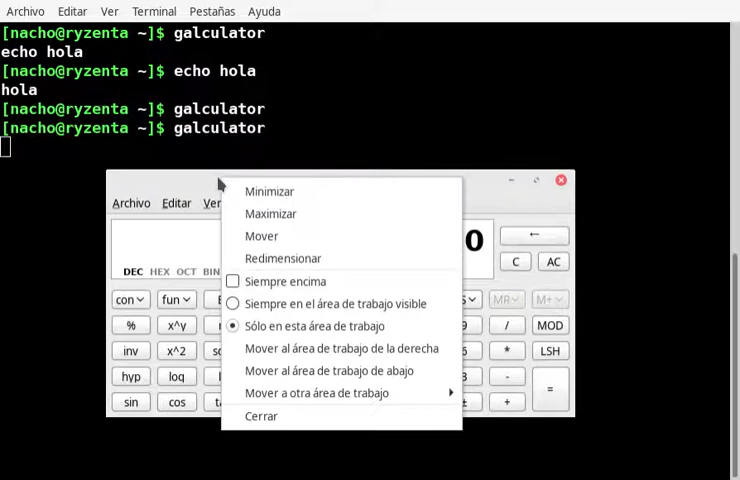 Archivo Editar Ver Terminal Pestañas Ayuda
[nacho@ryzenta ~]$ galculator
echo hola
[nacho@ryzenta ~]$ echo hola
hola
[nacho@ryzenta ~]$ galculator
[nacho@ryzenta ~]$ galculator
Archivo Editar Ver
0
DEC HEX OCT BIN
←
C AC
con fun MR M+
% x^y 9 / MOD
inv x^2 * LSH
hyp log 3 -
sin cos ± + =
Minimizar
Maximizar
Mover
Redimensionar
Siempre encima
Siempre en el área de trabajo visible
Sólo en esta área de trabajo
Mover al área de trabajo de la derecha
Mover al área de trabajo de abajo
Mover a otra área de trabajo
Cerrar